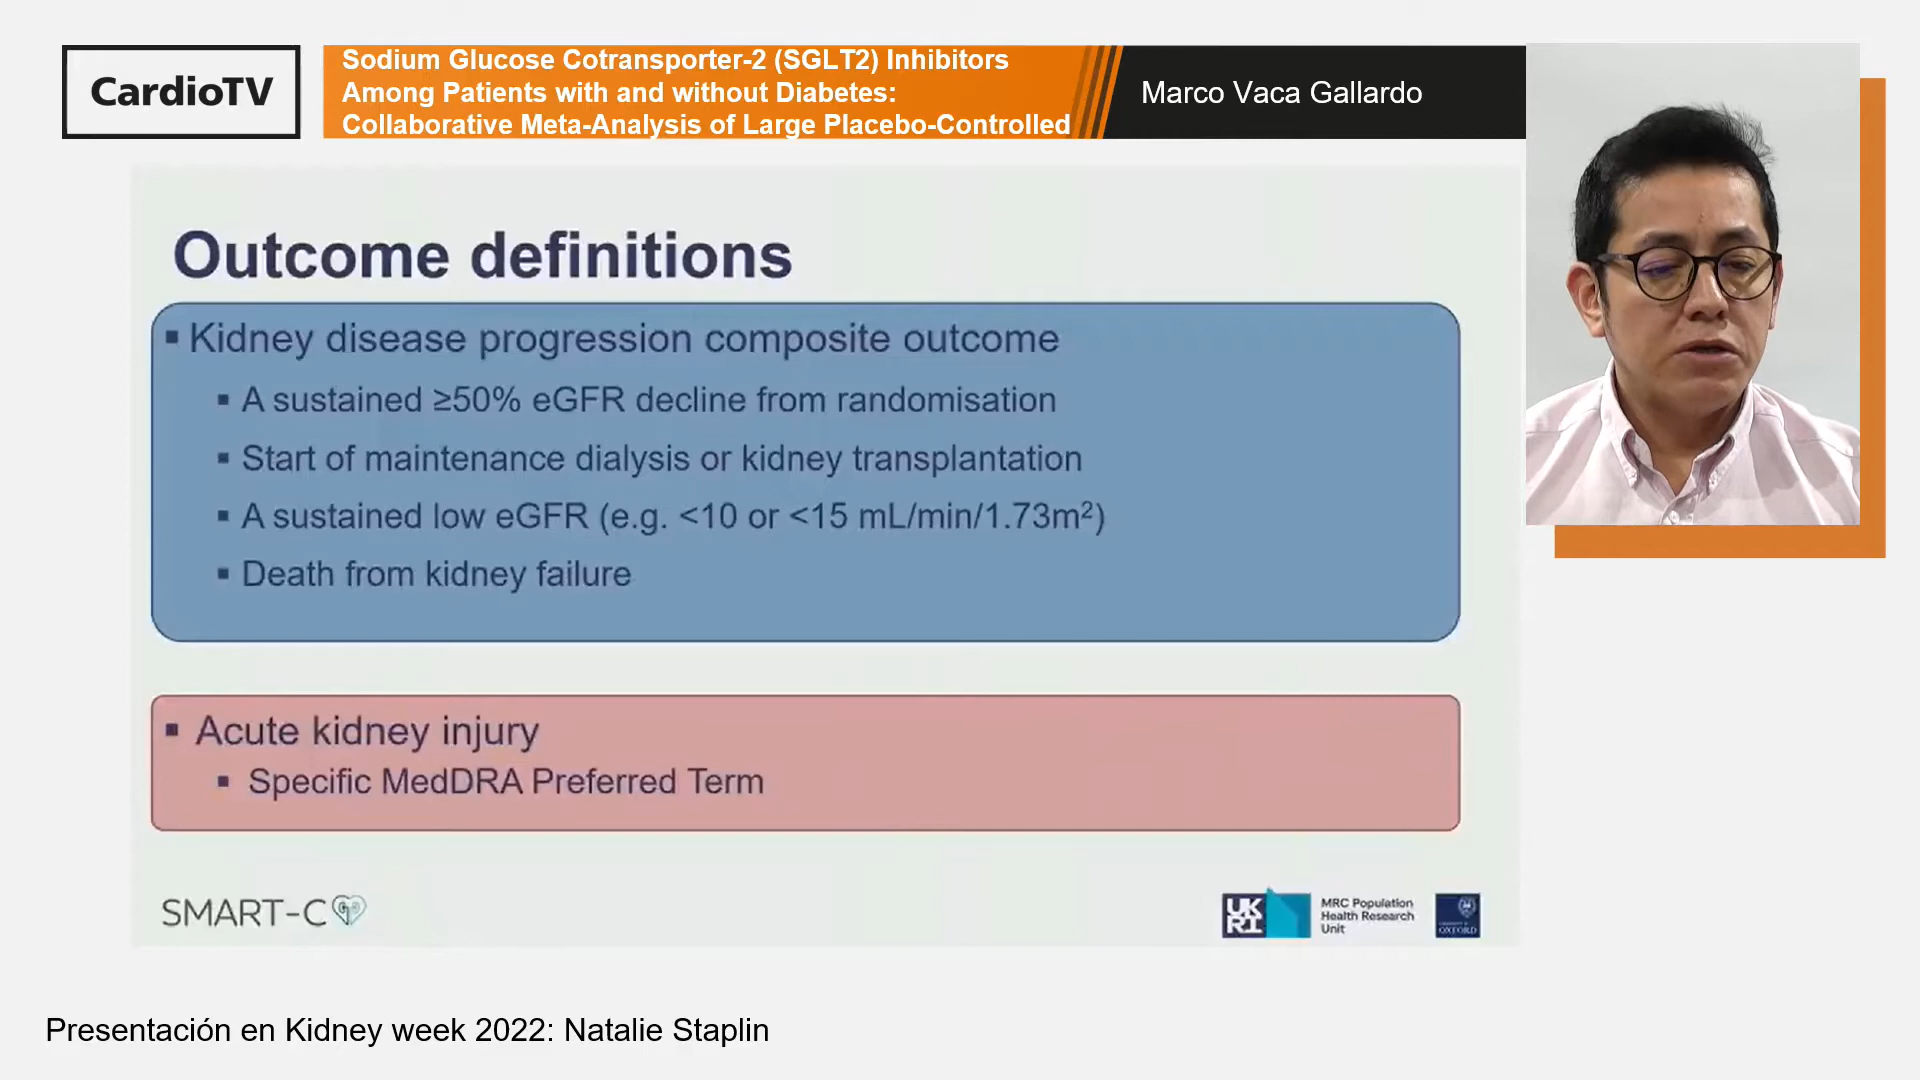 CardioTV
Sodium Glucose Cotransporter-2 (SGLT2) Inhibitors
Among Patients with and without Diabetes:
Collaborative Meta-Analysis of Large Placebo-Controlled
Marco Vaca Gallardo
Outcome definitions
▪ Kidney disease progression composite outcome
▪ A sustained ≥50% eGFR decline from randomisation
▪ Start of maintenance dialysis or kidney transplantation
▪ A sustained low eGFR (e.g. <10 or <15 mL/min/1.73m²)
▪ Death from kidney failure
▪ Acute kidney injury
▪ Specific MedDRA Preferred Term
SMART-C
UK
RI
MRC Population
Health Research
Unit
OXFORD
Presentación en Kidney week 2022: Natalie Staplin